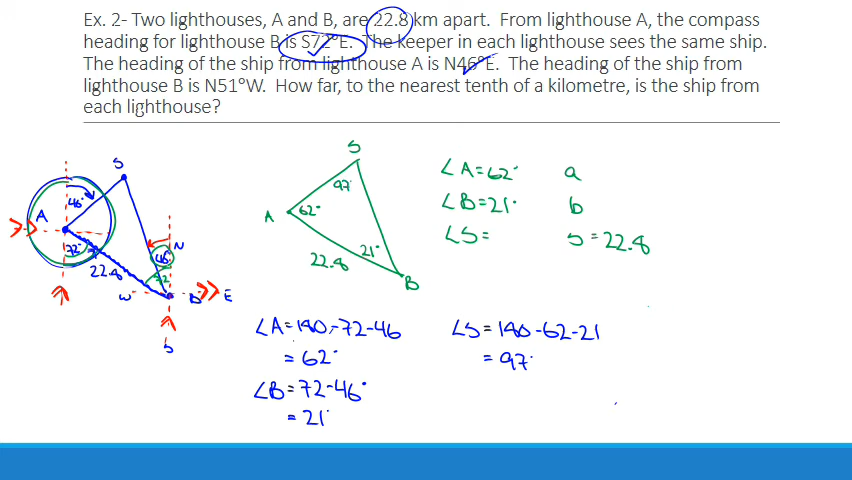 Ex. 2- Two lighthouses, A and B, are 22.8 km apart. From lighthouse A, the compass
heading for lighthouse B is S72°E. The keeper in each lighthouse sees the same ship.
The heading of the ship from lighthouse A is N46°E. The heading of the ship from
lighthouse B is N51°W. How far, to the nearest tenth of a kilometre, is the ship from
each lighthouse?
S
46°
A
72°
22.8
N
46°
72
W
B
E
S
S
97°
A
62°
22.8
21°
B
∠A = 62° a
∠B = 21° b
∠S = s = 22.8
∠A = 180 - 72 - 46
= 62°
∠B = 72 - 46°
= 21°
∠S = 180 - 62 - 21
= 97°